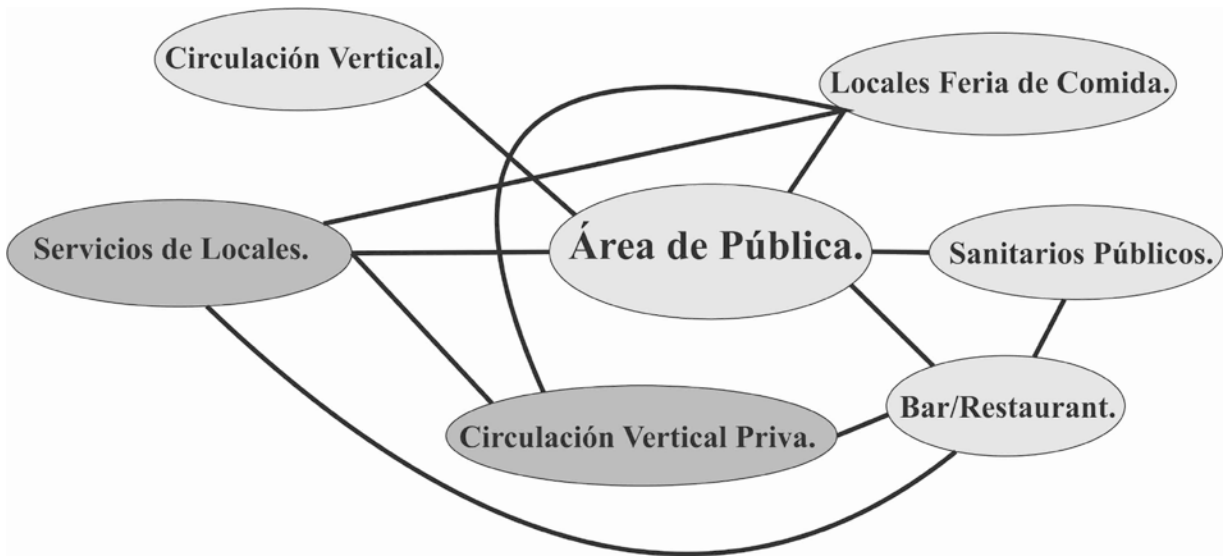 Circulación Vertical.
Locales Feria de Comida.
Servicios de Locales.
Área de Pública.
Sanitarios Públicos.
Bar/Restaurant.
Circulación Vertical Priva.